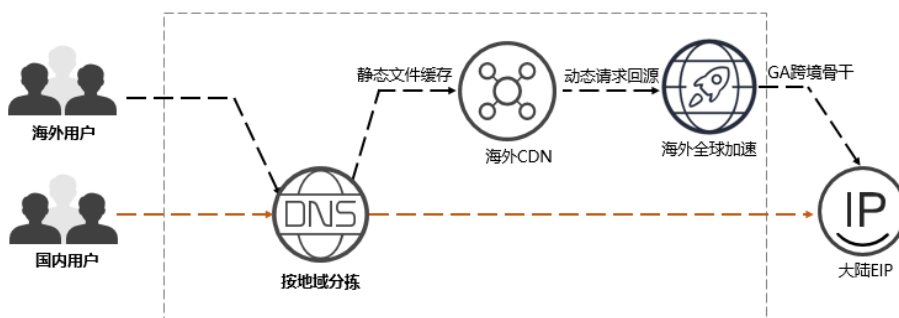 静态文件缓存
动态请求回源
GA跨境骨干
海外用户
海外CDN
海外全球加速
DNS
IP
国内用户
按地域分拣
大陆EIP